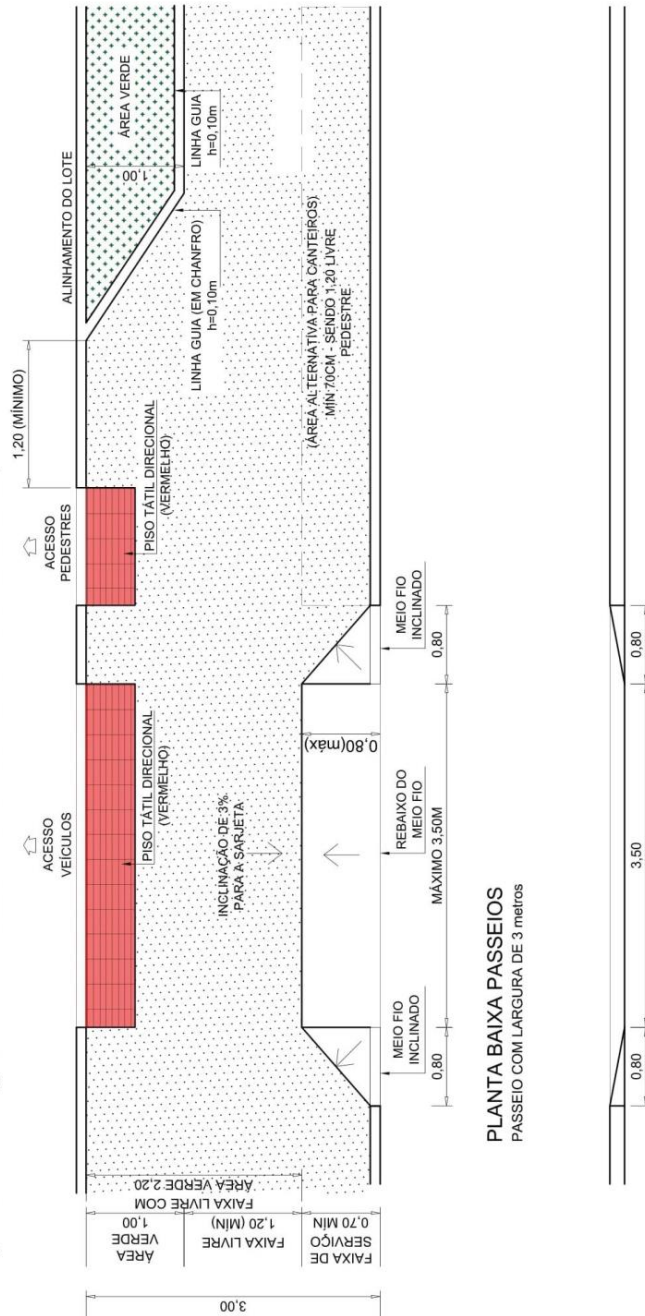 ALINHAMENTO DO LOTE
1,20 (MÍNIMO)
ACESSO
PEDESTRES
ACESSO
VEÍCULOS
ÁREA VERDE
1,00
PISO TÁTIL DIRECIONAL
(VERMELHO)
PISO TÁTIL DIRECIONAL
(VERMELHO)
LINHA GUIA
h=0,10m
LINHA GUIA (EM CHANFRO)
h=0,10m
INCLINAÇÃO DE 3%
PARA A SARJETA
(ÁREA ALTERNATIVA PARA CANTEIROS)
MÍN 70CM - SENDO 1,20 LIVRE
PEDESTRE
0,80(máx)
MEIO FIO
INCLINADO
REBAIXO DO
MEIO FIO
MEIO FIO
INCLINADO
0,80
MÁXIMO 3,50M
0,80
3,00
ÁREA
VERDE
1,00
FAIXA LIVRE
1,20 (MÍN)
FAIXA DE
SERVIÇO
0,70 MÍN
FAIXA LIVRE COM
ÁREA VERDE 2,20
PLANTA BAIXA PASSEIOS
PASSEIO COM LARGURA DE 3 metros
0,80
3,50
0,80